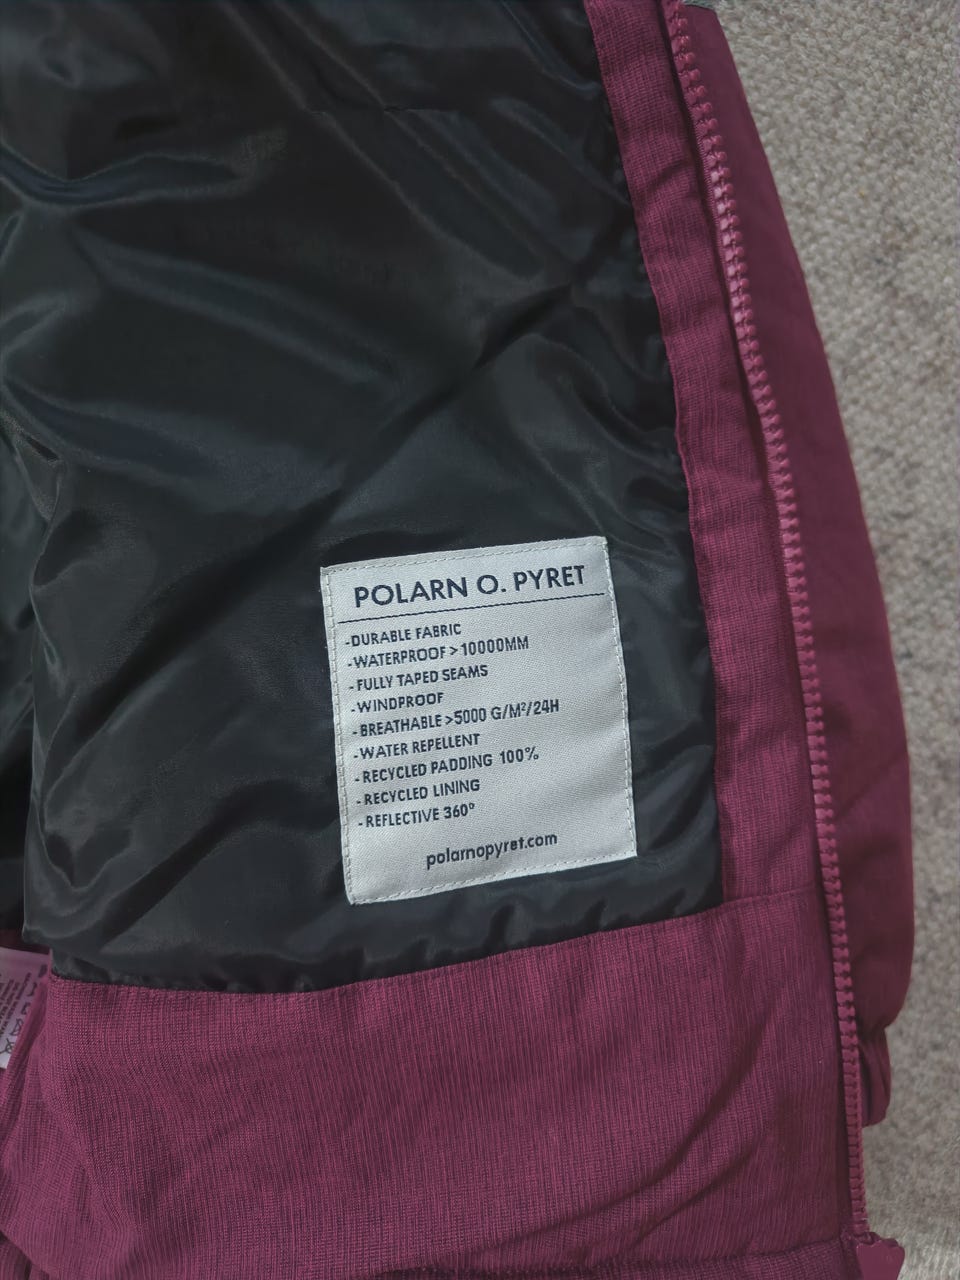 POLARN O. PYRET
-DURABLE FABRIC
-WATERPROOF > 10000MM
-FULLY TAPED SEAMS
-WINDPROOF
-BREATHABLE >5000 G/M²/24H
-WATER REPELLENT
-RECYCLED PADDING 100%
-RECYCLED LINING
-REFLECTIVE 360°
polarnopyret.com